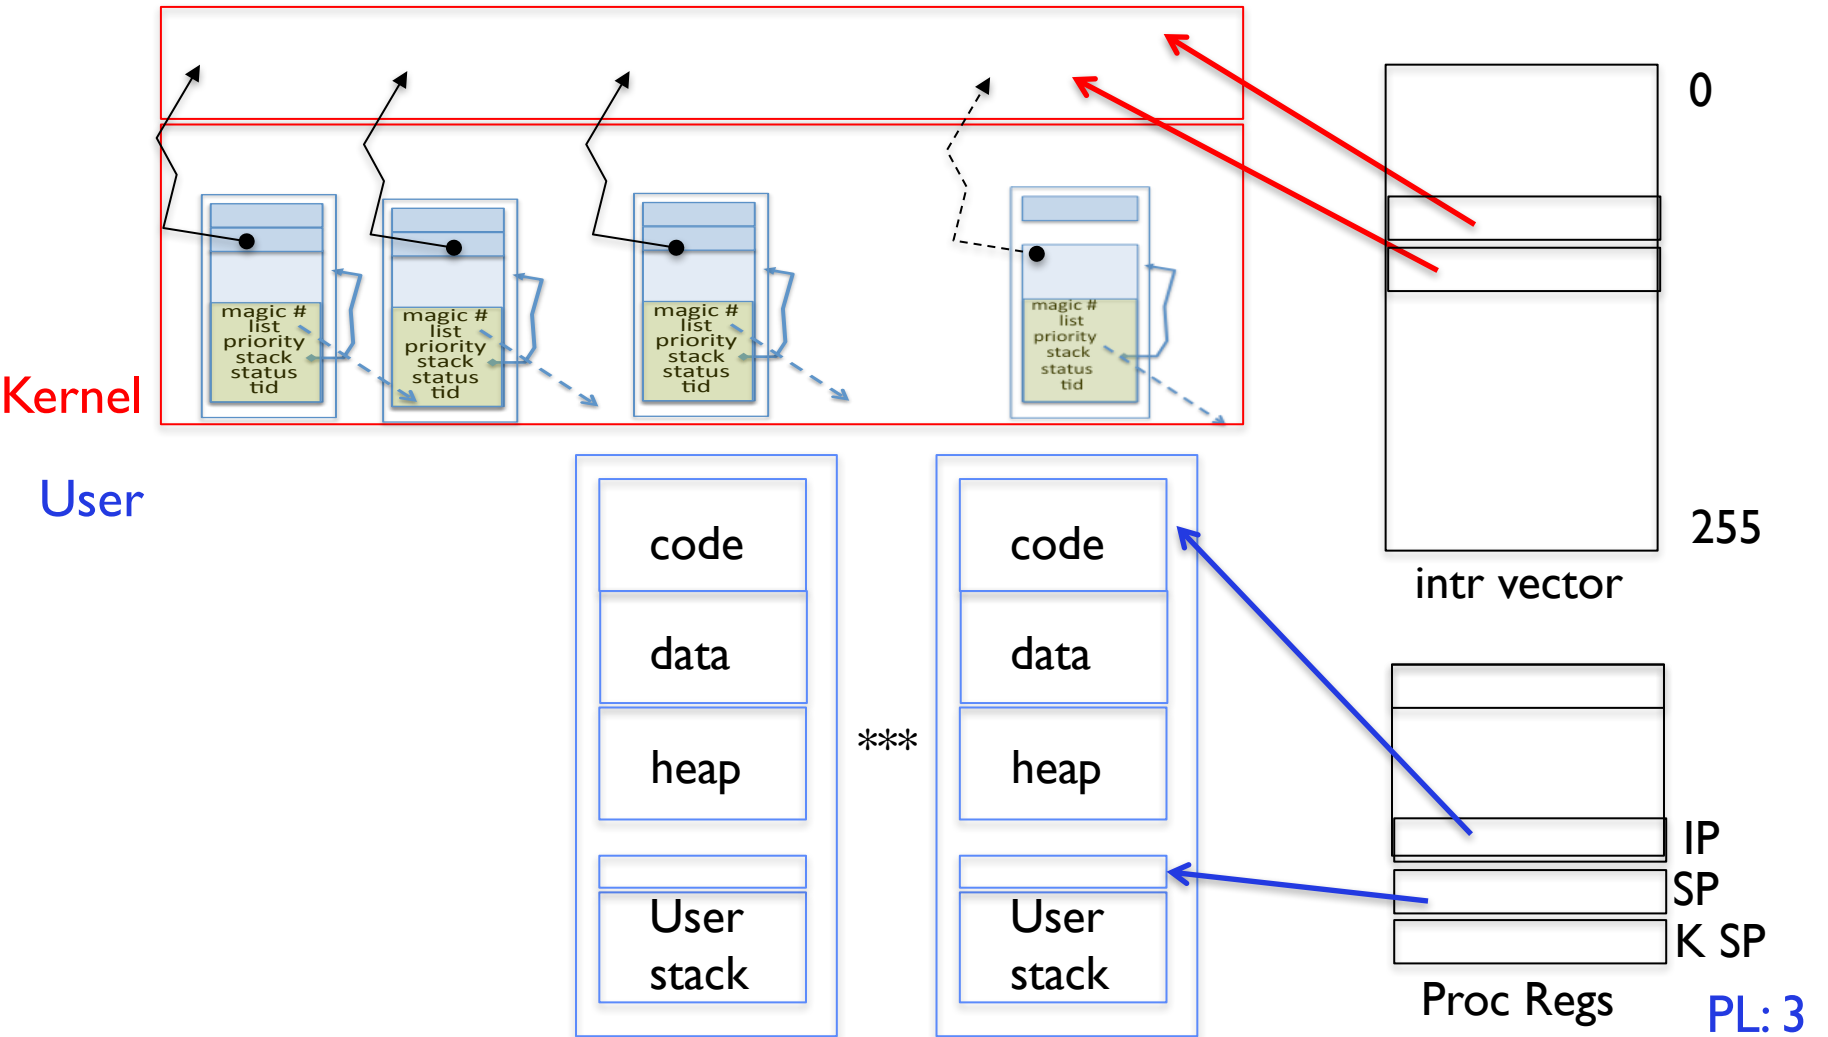 0
magic #
list
priority
stack
status
tid
magic #
list
priority
stack
status
tid
magic #
list
priority
stack
status
tid
magic #
list
priority
stack
status
tid
Kernel
User
255
intr vector
code
data
heap
User
stack
***
code
data
heap
User
stack
IP
SP
K SP
Proc Regs
PL: 3